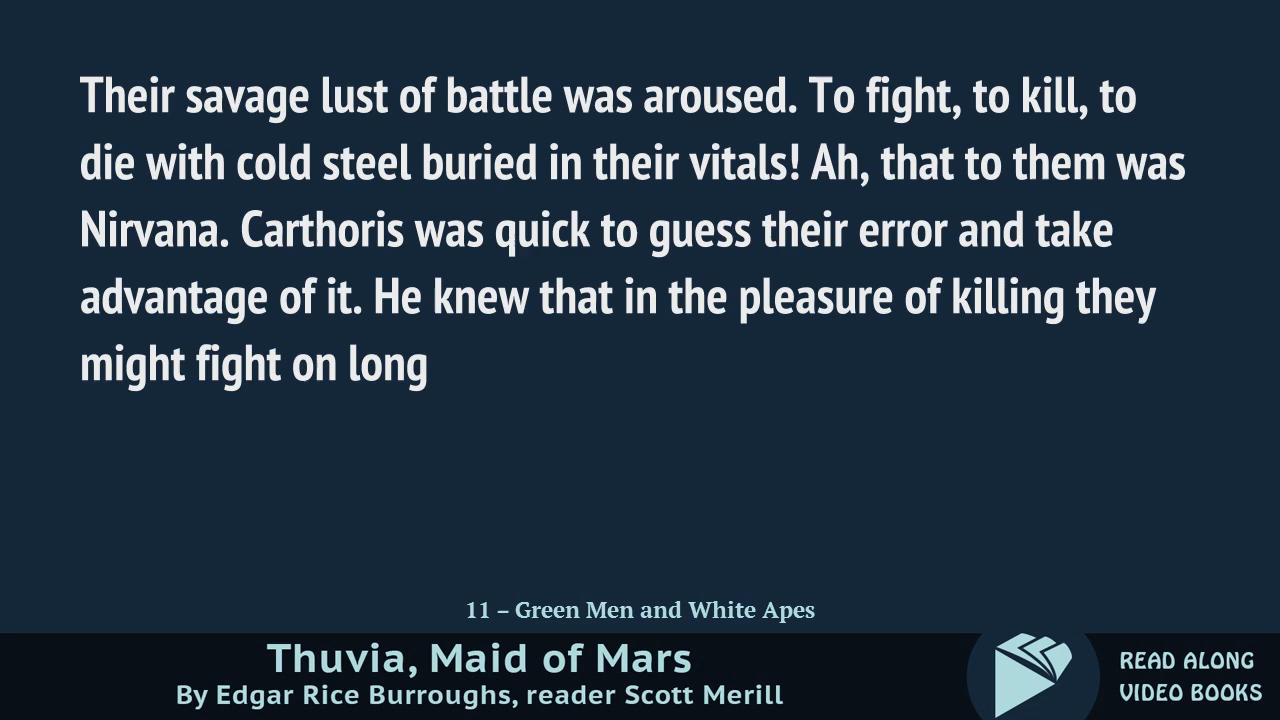 Their savage lust of battle was aroused. To fight, to kill, to
die with cold steel buried in their vitals! Ah, that to them was
Nirvana. Carthoris was quick to guess their error and take
advantage of it. He knew that in the pleasure of killing they
might fight on long
11 – Green Men and White Apes
Thuvia, Maid of Mars
By Edgar Rice Burroughs, reader Scott Merill
READ ALONG
VIDEO BOOKS